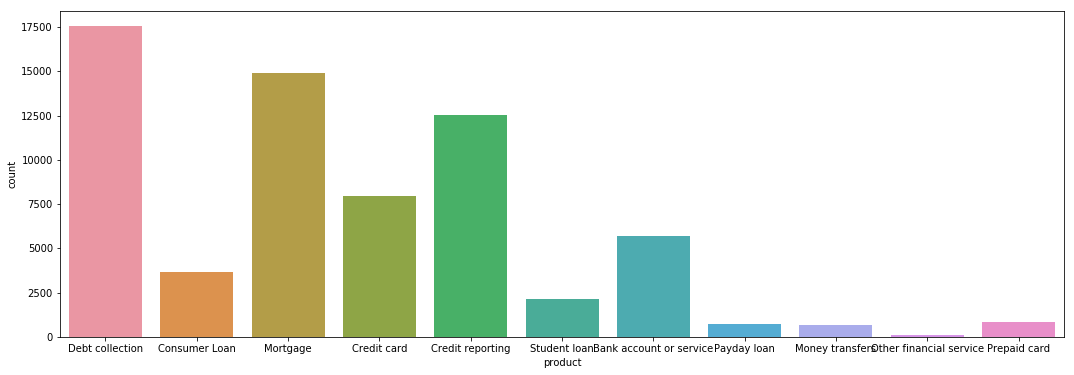 17500
15000
12500
10000
7500
5000
2500
0
count
Debt collection Consumer Loan Mortgage Credit card Credit reporting Student loan Bank account or service Payday loan Money transfers Other financial service Prepaid card
product